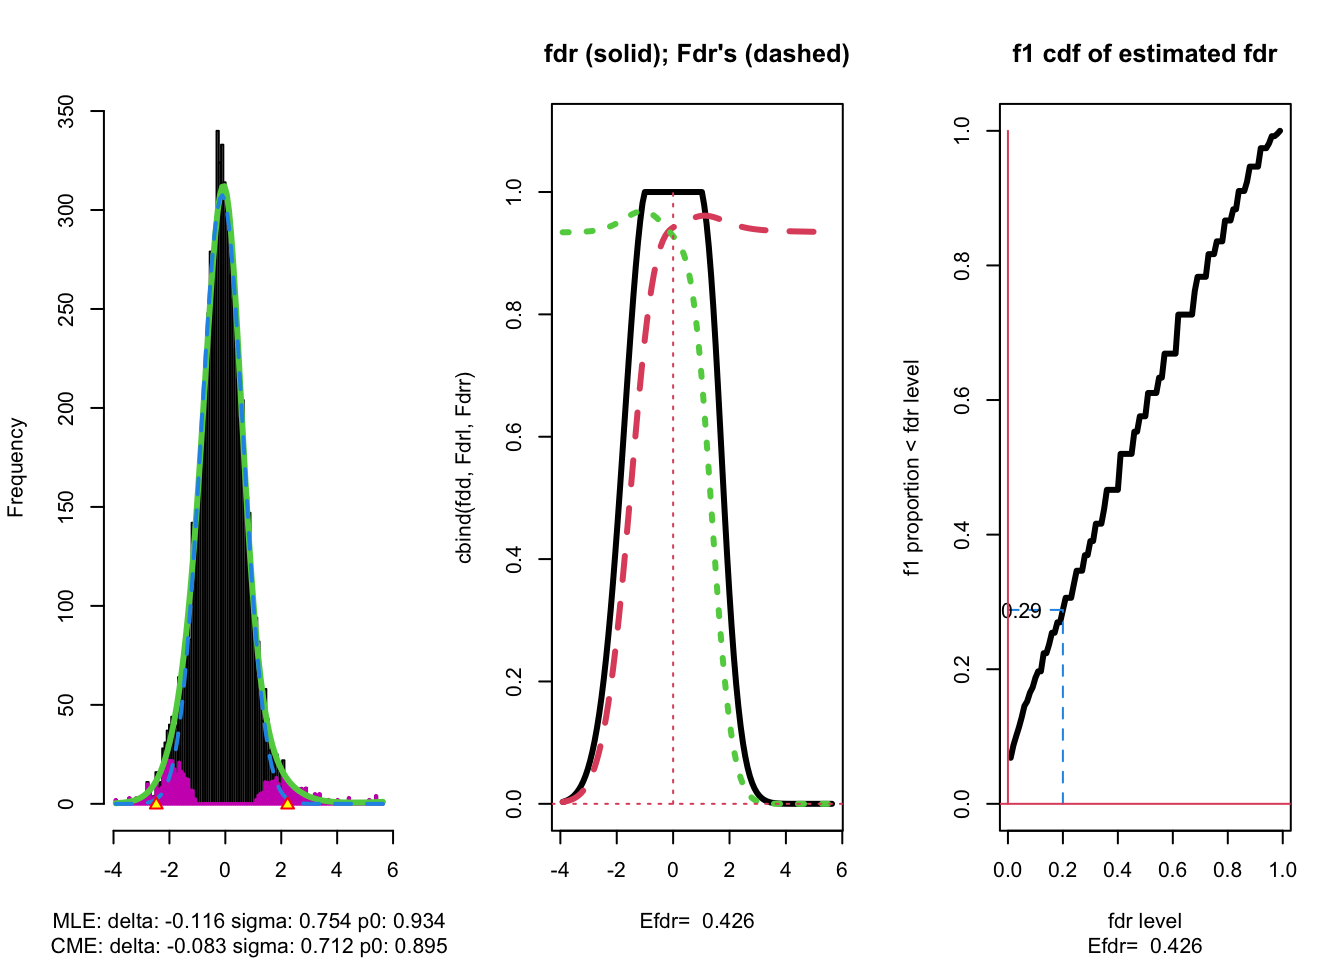 fdr (solid); Fdr's (dashed)
f1 cdf of estimated fdr
Frequency
350
300
250
200
150
100
50
0
-4 -2 0 2 4 6
MLE: delta: -0.116 sigma: 0.754 p0: 0.934
CME: delta: -0.083 sigma: 0.712 p0: 0.895
cbind(fdd, Fdrl, Fdrr)
1.0
0.8
0.6
0.4
0.2
0.0
-4 -2 0 2 4 6
Efdr= 0.426
f1 proportion < fdr level
1.0
0.8
0.6
0.4
0.29
0.2
0.0
0.0 0.2 0.4 0.6 0.8 1.0
fdr level
Efdr= 0.426